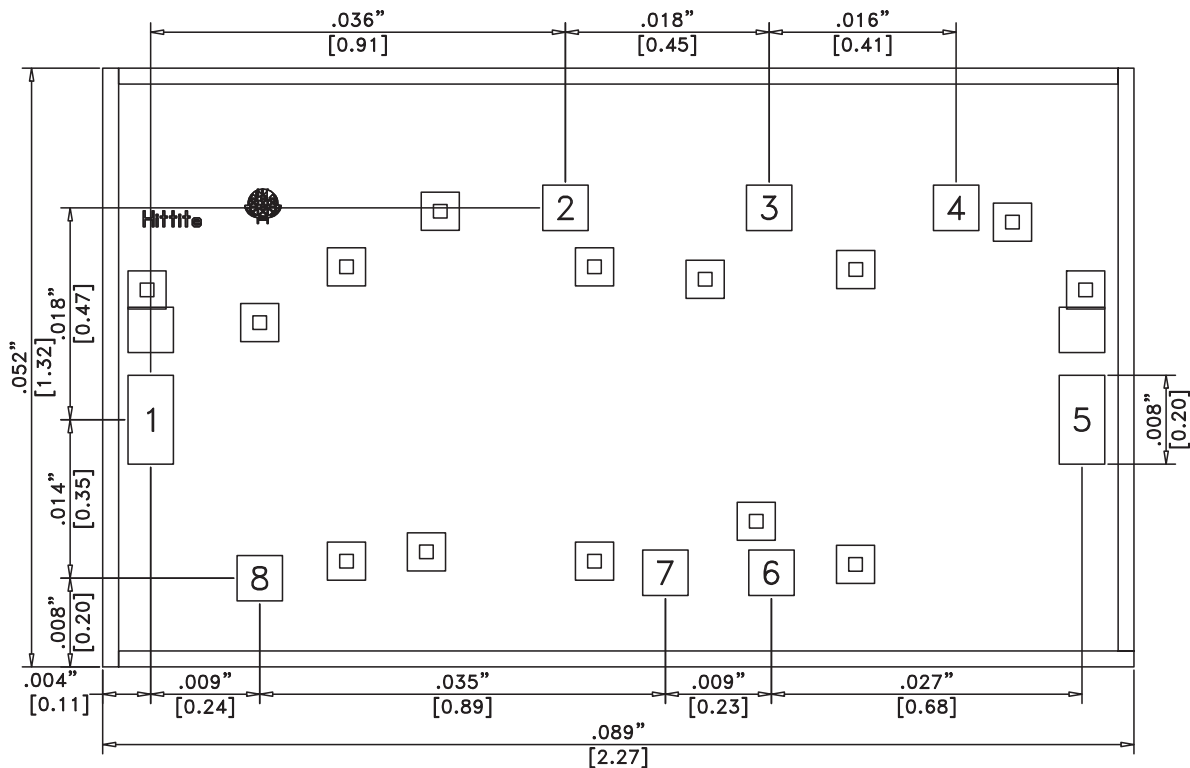 .036” .018” .016”
[0.91] [0.45] [0.41]
Hittite
2 3 4
.018”
[0.47]
.052”
[1.32]
1 5
.008”
[0.20]
.014”
[0.35]
8 7 6
.008”
[0.20]
.004” .009” .035” .009” .027”
[0.11] [0.24] [0.89] [0.23] [0.68]
.089”
[2.27]